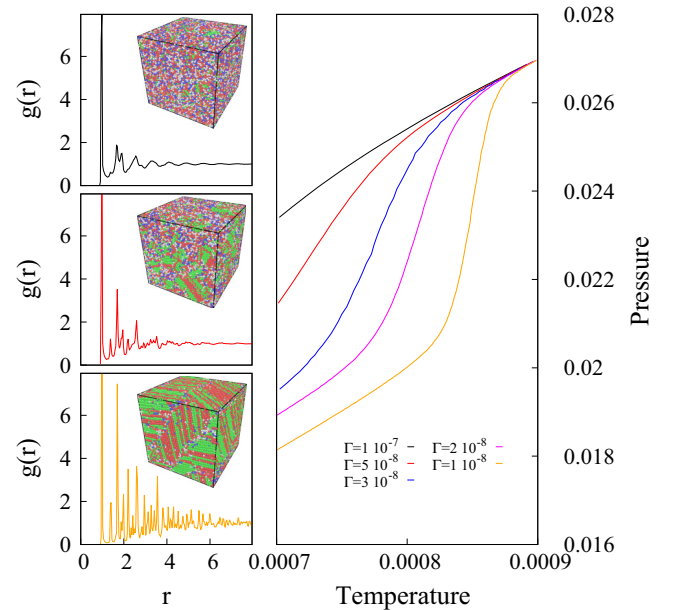 g(r)
6
4
2
0
g(r)
6
4
2
0
g(r)
6
4
2
0
0 2 4 6 8
r
0.028
0.026
0.024
0.022
0.02
0.018
0.016
Pressure
Γ=1 10-7 Γ=2 10-8
Γ=5 10-8 Γ=1 10-8
Γ=3 10-8
0.0007 0.0008 0.0009
Temperature